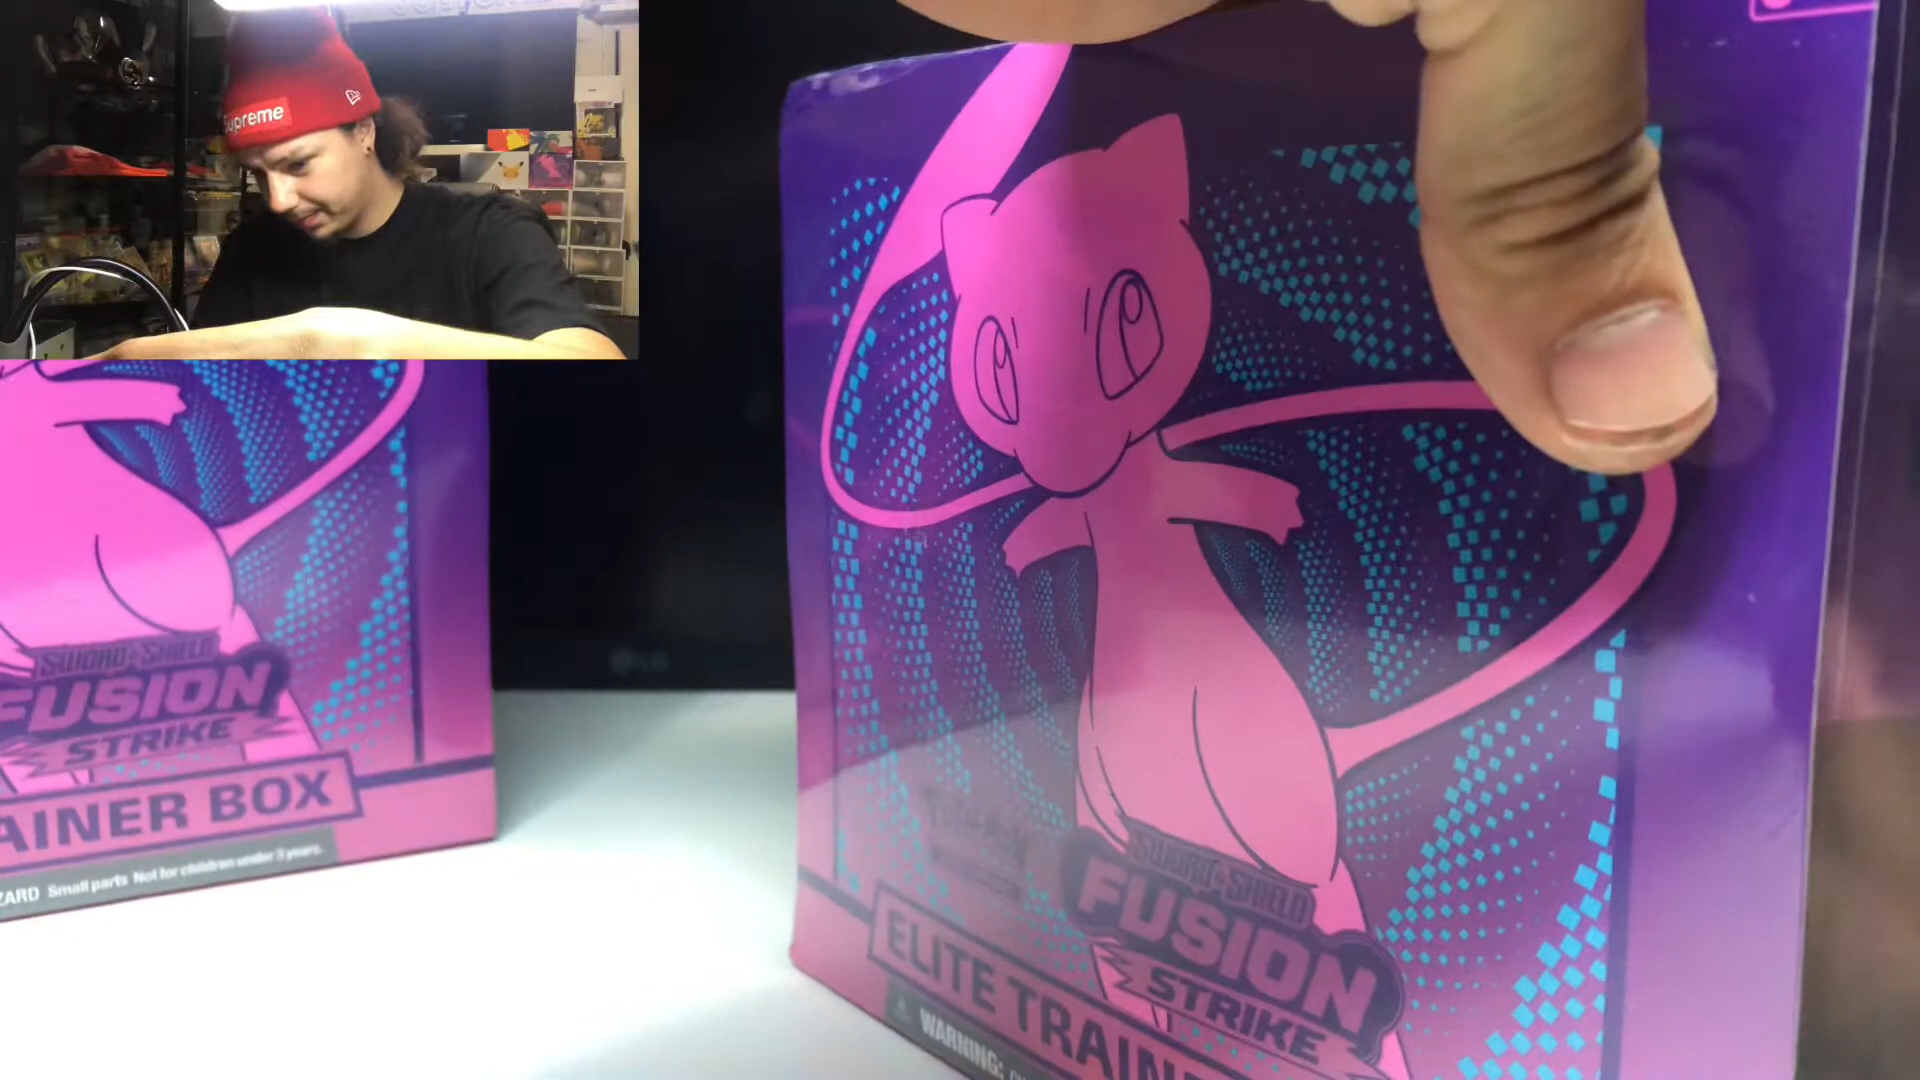 Supreme
SWORD & SHIELD
FUSION
STRIKE
AINER BOX
ZARD Small parts Not for children under 3 years.
LG
SWORD & SHIELD
FUSION
STRIKE
ELITE TRAIN
WARNING: